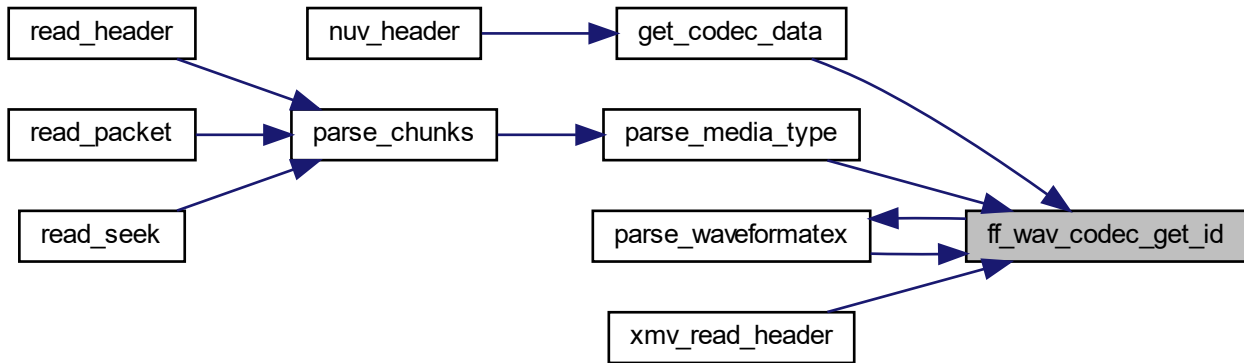 read_header
nuv_header
get_codec_data
read_packet
parse_chunks
parse_media_type
read_seek
parse_waveformatex
ff_wav_codec_get_id
xmv_read_header